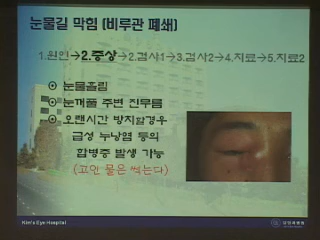 눈물길 막힘 (비루관 폐쇄)
1.원인→2.증상→2.검사1→3.검사2→4.치료→5.치료2
눈물흘림
눈꺼풀 주변 진무름
오랜시간 방치할경우
급성 누낭염 등의
합병증 발생 가능
(고인 물은 썩는다)
Kim's Eye Hospital